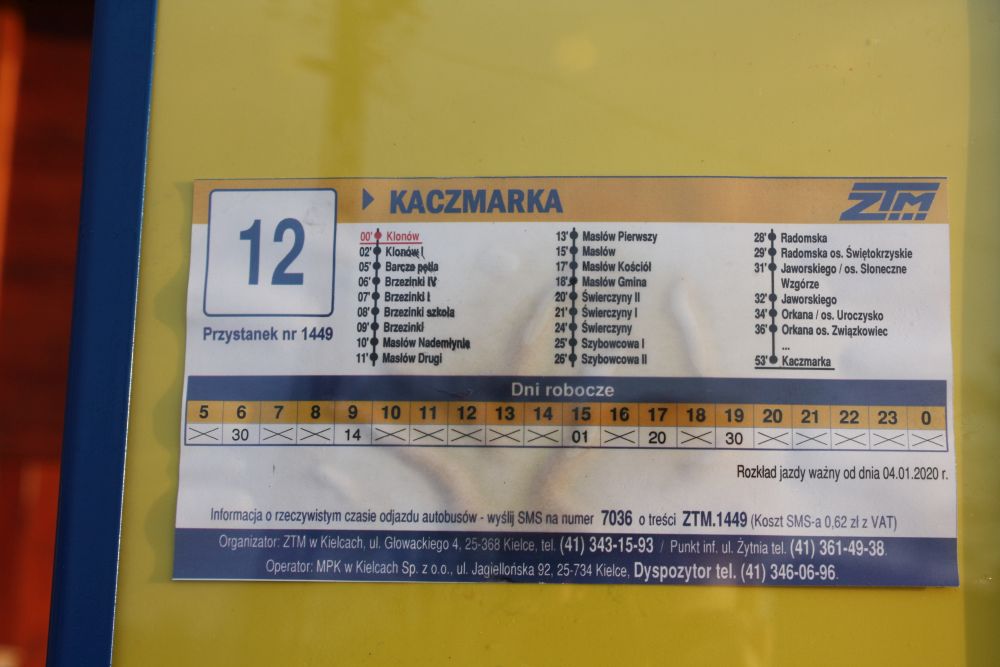 12
KACZMARKA
ZTM
Przystanek nr 1449
00' Klonów
02' Klonów I
05' Barcza pętla
06' Brzezinki IV
07' Brzezinki I
08' Brzezinki szkoła
09' Brzezinki
10' Masłów Nademłynie
11' Masłów Drugi
13' Masłów Pierwszy
15' Masłów
17' Masłów Kościół
18' Masłów Gmina
20' Świerczyny II
21' Świerczyny I
24' Świerczyny
25' Szybowcowa I
26' Szybowcowa II
28' Radomska
29' Radomska os. Świętokrzyskie
31' Jaworskiego / os. Słoneczne
Wzgórze
32' Jaworskiego
34' Orkana / os. Uroczysko
36' Orkana os. Związkowiec
...
53' Kaczmarka
Dni robocze
5 6 7 8 9 10 11 12 13 14 15 16 17 18 19 20 21 22 23 0
30 14 01 20 30
Rozkład jazdy ważny od dnia 04.01.2020 r.
Informacja o rzeczywistym czasie odjazdu autobusów - wyślij SMS na numer 7036 o treści ZTM.1449 (Koszt SMS-a 0,62 zł z VAT)
Organizator: ZTM w Kielcach, ul. Głowackiego 4, 25-368 Kielce, tel. (41) 343-15-93 / Punkt inf. ul. Żytnia tel. (41) 361-49-38.
Operator: MPK w Kielcach Sp. z o.o., ul. Jagiellońska 92, 25-734 Kielce, Dyspozytor tel. (41) 346-06-96.